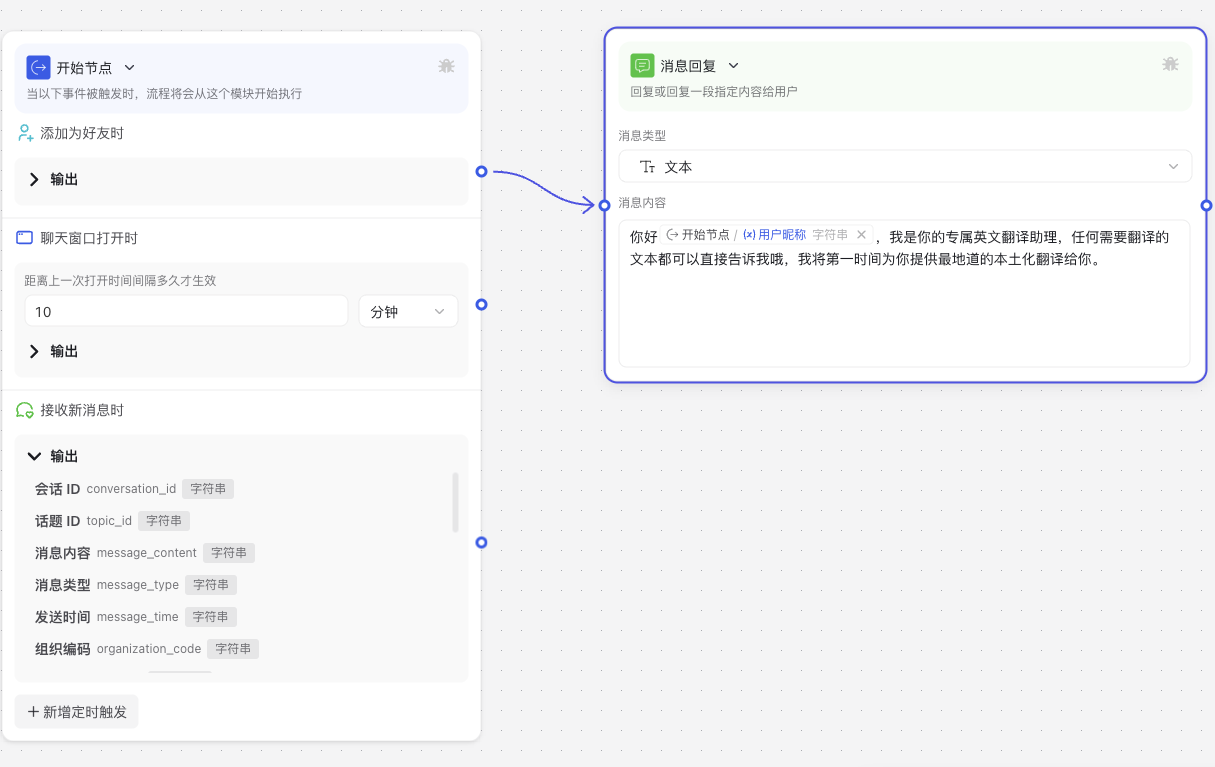 开始节点
当以下事件被触发时，流程将会从这个模块开始执行
添加为好友时
输出
聊天窗口打开时
距离上一次打开时间间隔多久才生效
10 分钟
输出
接收新消息时
输出
会话 ID conversation_id 字符串
话题 ID topic_id 字符串
消息内容 message_content 字符串
消息类型 message_type 字符串
发送时间 message_time 字符串
组织编码 organization_code 字符串
+ 新增定时触发
消息回复
回复或回复一段指定内容给用户
消息类型
Tт 文本
消息内容
你好 开始节点 / (x) 用户昵称 字符串 × ，我是你的专属英文翻译助理，任何需要翻译的
文本都可以直接告诉我哦，我将第一时间为你提供最地道的本土化翻译给你。